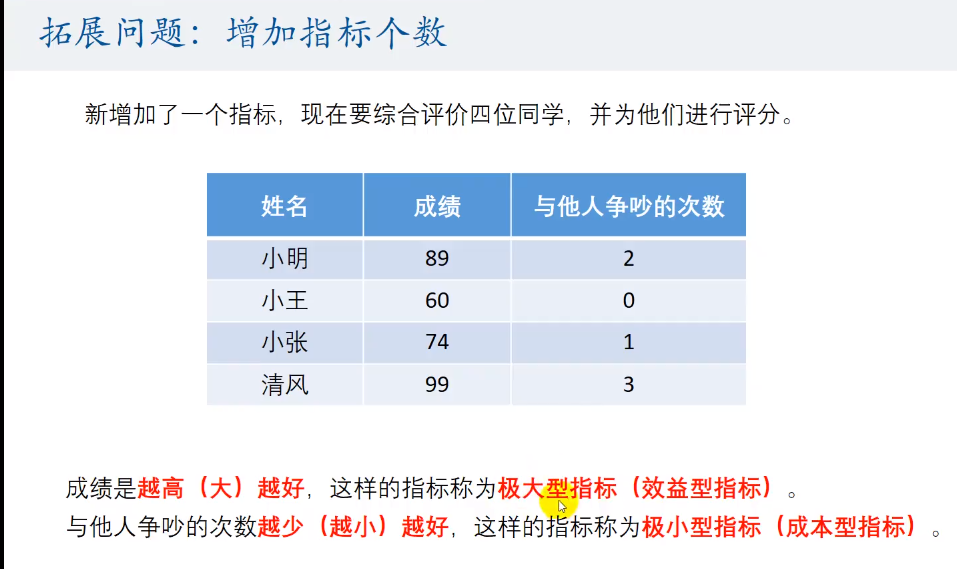 拓展问题：增加指标个数
新增加了一个指标，现在要综合评价四位同学，并为他们进行评分。
姓名 成绩 与他人争吵的次数
小明 89 2
小王 60 0
小张 74 1
清风 99 3
成绩是越高（大）越好，这样的指标称为极大型指标（效益型指标）。
与他人争吵的次数越少（越小）越好，这样的指标称为极小型指标（成本型指标）。